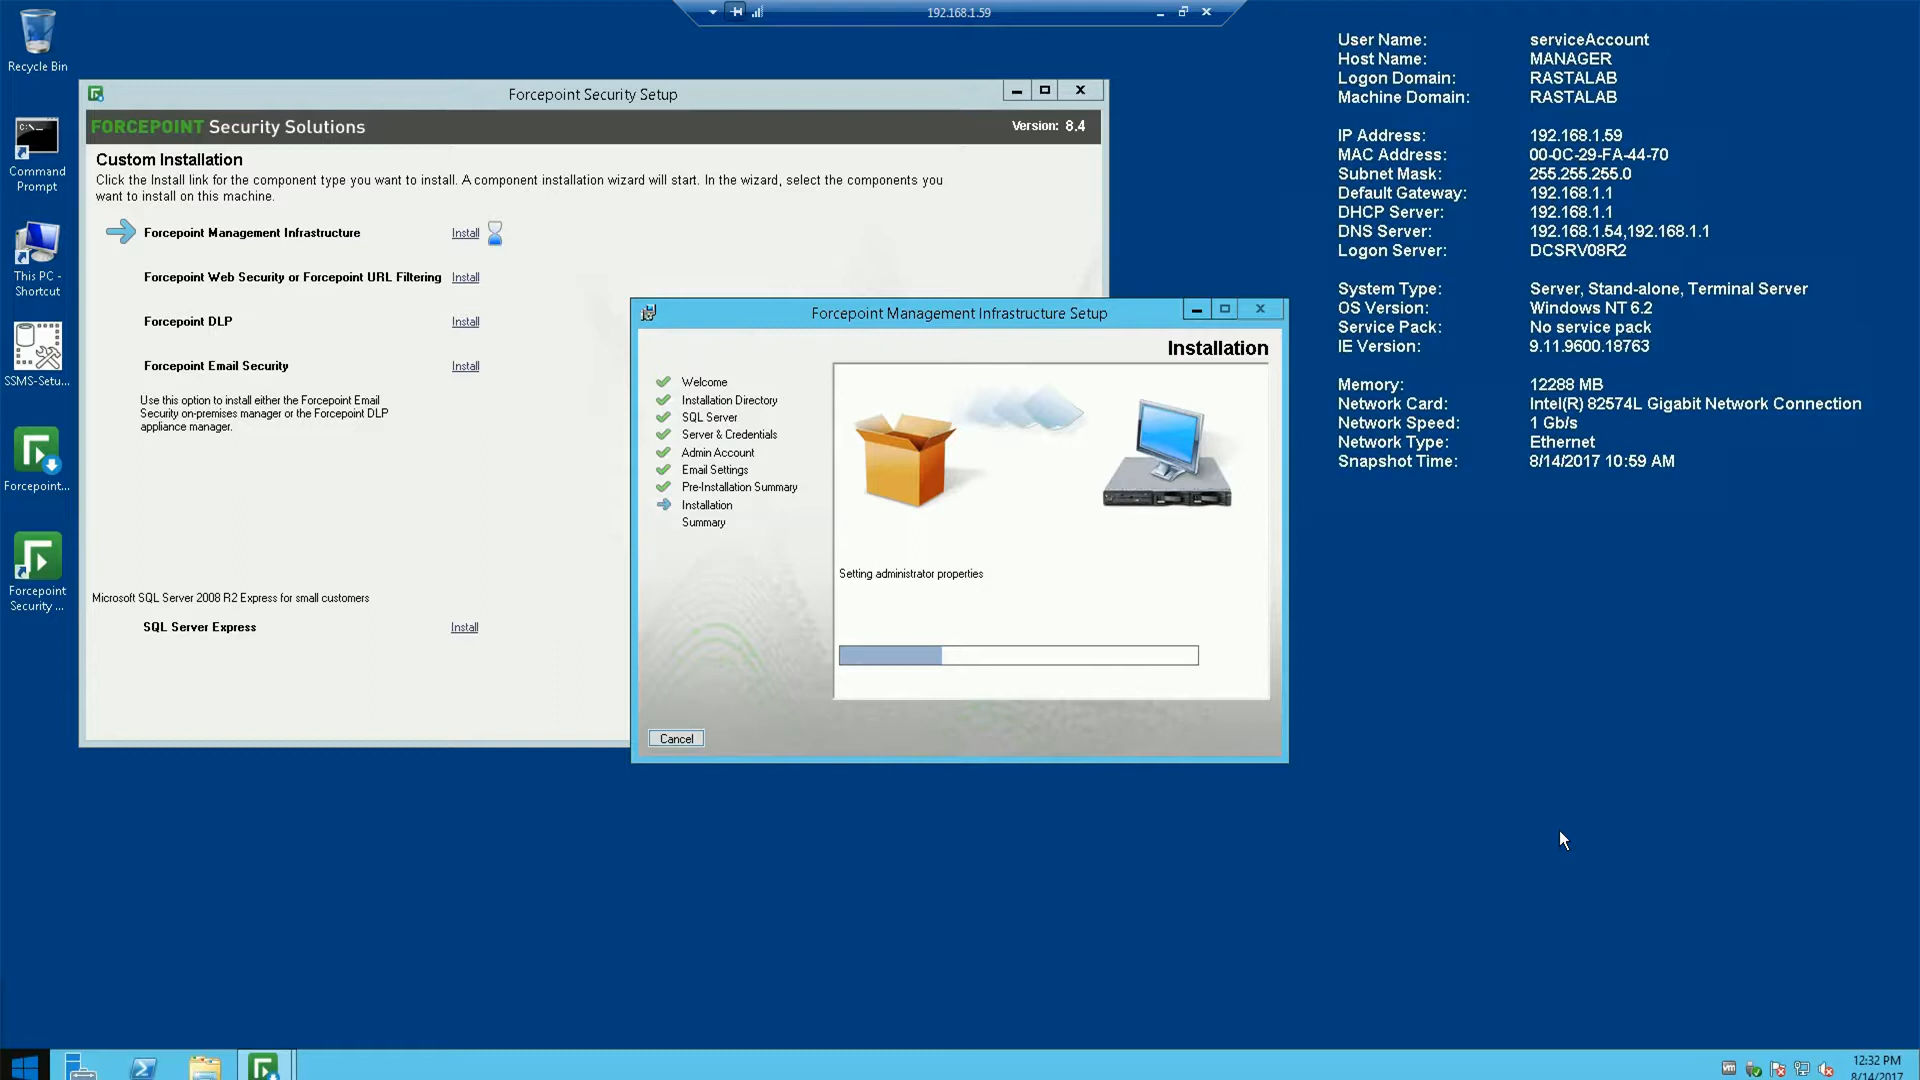 192.168.1.59
Recycle Bin
Command
Prompt
This PC -
Shortcut
SSMS-Setu...
Forcepoint...
Forcepoint
Security ...
Forcepoint Security Setup
FORCEPOINT Security Solutions
Version: 8.4
Custom Installation
Click the Install link for the component type you want to install. A component installation wizard will start. In the wizard, select the components you
want to install on this machine.
Forcepoint Management Infrastructure Install
Forcepoint Web Security or Forcepoint URL Filtering Install
Forcepoint DLP Install
Forcepoint Email Security Install
Use this option to install either the Forcepoint Email
Security on-premises manager or the Forcepoint DLP
appliance manager.
Microsoft SQL Server 2008 R2 Express for small customers
SQL Server Express Install
Forcepoint Management Infrastructure Setup
Installation
Welcome
Installation Directory
SQL Server
Server & Credentials
Admin Account
Email Settings
Pre-Installation Summary
Installation
Summary
Setting administrator properties
Cancel
User Name: serviceAccount
Host Name: MANAGER
Logon Domain: RASTALAB
Machine Domain: RASTALAB
IP Address: 192.168.1.59
MAC Address: 00-0C-29-FA-44-70
Subnet Mask: 255.255.255.0
Default Gateway: 192.168.1.1
DHCP Server: 192.168.1.1
DNS Server: 192.168.1.54,192.168.1.1
Logon Server: DCSRV08R2
System Type: Server, Stand-alone, Terminal Server
OS Version: Windows NT 6.2
Service Pack: No service pack
IE Version: 9.11.9600.18763
Memory: 12288 MB
Network Card: Intel(R) 82574L Gigabit Network Connection
Network Speed: 1 Gb/s
Network Type: Ethernet
Snapshot Time: 8/14/2017 10:59 AM
12:32 PM
8/14/2017